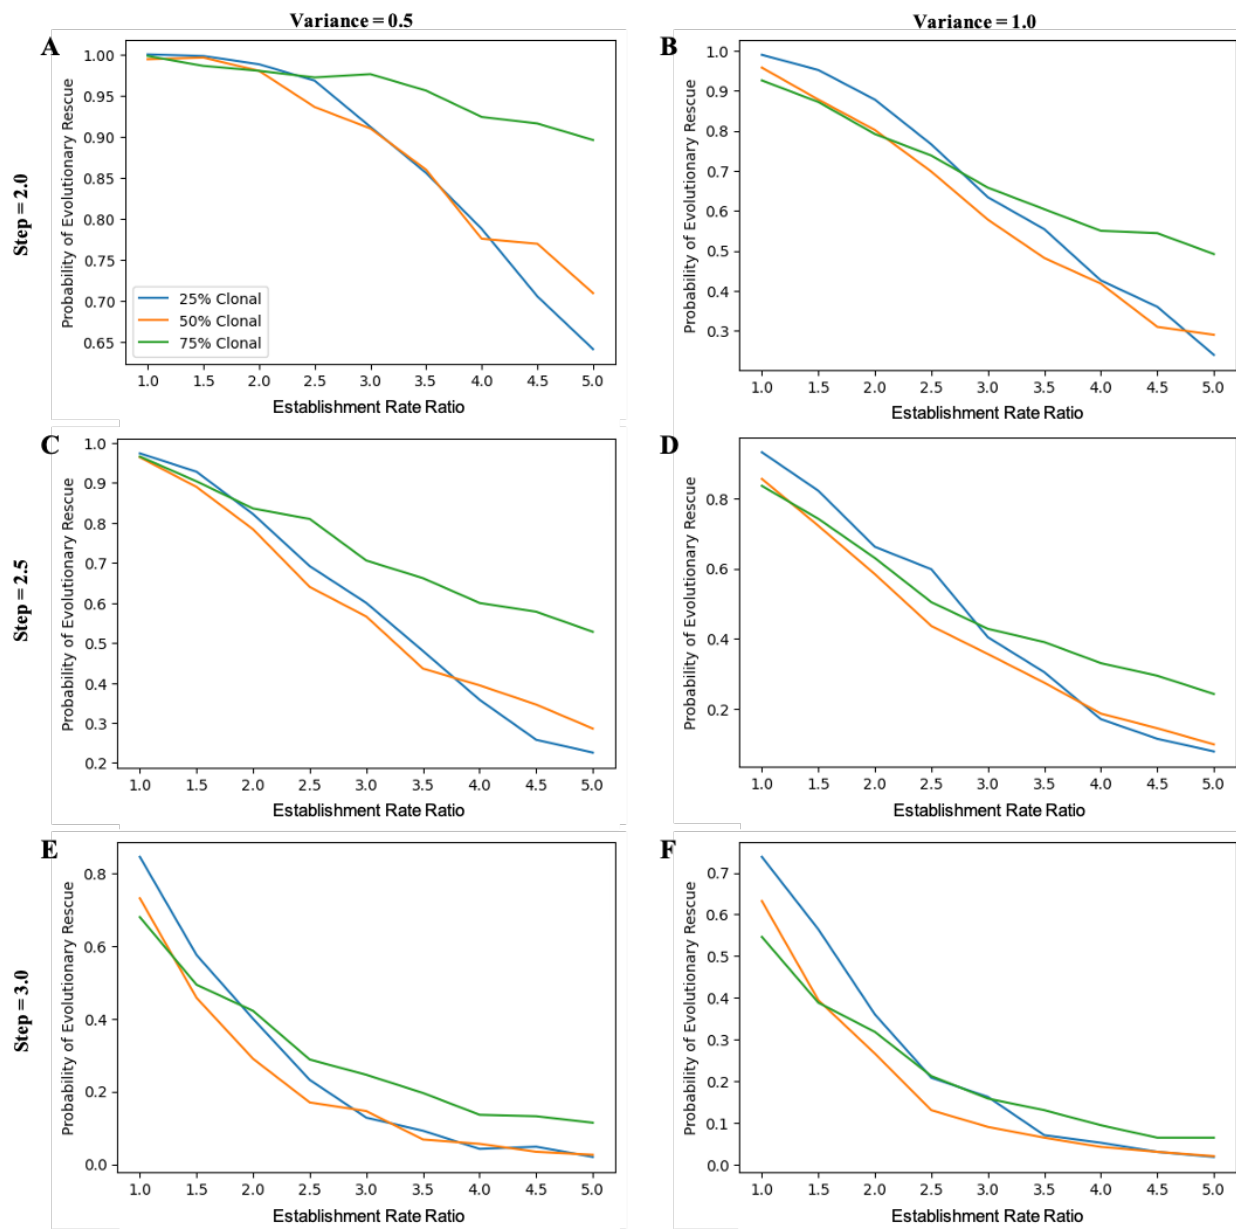 Variance = 0.5
Variance = 1.0
Step = 2.0
A
Probability of Evolutionary Rescue
1.00
0.95
0.90
0.85
0.80
0.75
0.70
0.65
25% Clonal
50% Clonal
75% Clonal
1.0 1.5 2.0 2.5 3.0 3.5 4.0 4.5 5.0
Establishment Rate Ratio
B
Probability of Evolutionary Rescue
1.0
0.9
0.8
0.7
0.6
0.5
0.4
0.3
1.0 1.5 2.0 2.5 3.0 3.5 4.0 4.5 5.0
Establishment Rate Ratio
Step = 2.5
C
Probability of Evolutionary Rescue
1.0
0.9
0.8
0.7
0.6
0.5
0.4
0.3
0.2
1.0 1.5 2.0 2.5 3.0 3.5 4.0 4.5 5.0
Establishment Rate Ratio
D
Probability of Evolutionary Rescue
0.8
0.6
0.4
0.2
1.0 1.5 2.0 2.5 3.0 3.5 4.0 4.5 5.0
Establishment Rate Ratio
Step = 3.0
E
Probability of Evolutionary Rescue
0.8
0.6
0.4
0.2
0.0
1.0 1.5 2.0 2.5 3.0 3.5 4.0 4.5 5.0
Establishment Rate Ratio
F
Probability of Evolutionary Rescue
0.7
0.6
0.5
0.4
0.3
0.2
0.1
0.0
1.0 1.5 2.0 2.5 3.0 3.5 4.0 4.5 5.0
Establishment Rate Ratio